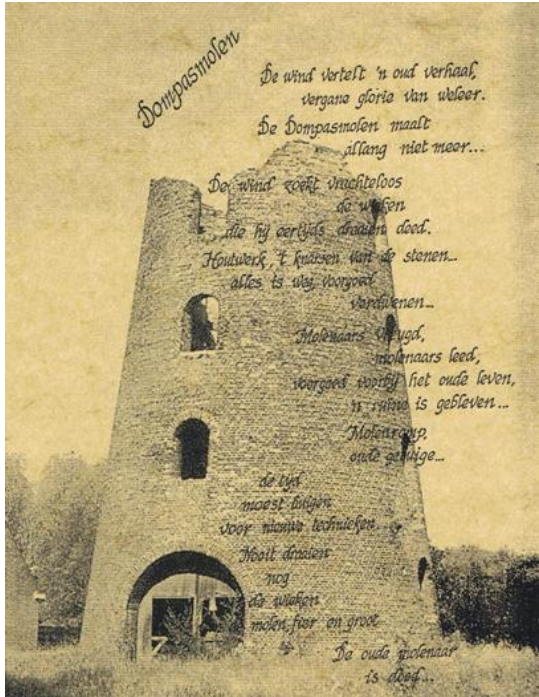 Dompasmolen
De wind vertelt 'n oud verhaal,
vergane glorie van weleer.
De Dompasmolen maalt
allang niet meer...
De wind zoekt vruchteloos
de wieken
die hij eertijds draaien deed.
Houtwerk, 't knarsen van de stenen...
alles is weg, voorgoed
verdwenen...
Molenaars vreugd,
molenaars leed,
voorgoed voorbij het oude leven,
'n ruïne is gebleven...
Molenromp,
oude getuige...
de tijd
moest buigen
voor nieuwe technieken
Nooit draaien
nog
de wieken
molen, fier en groot
De oude molenaar
is dood...